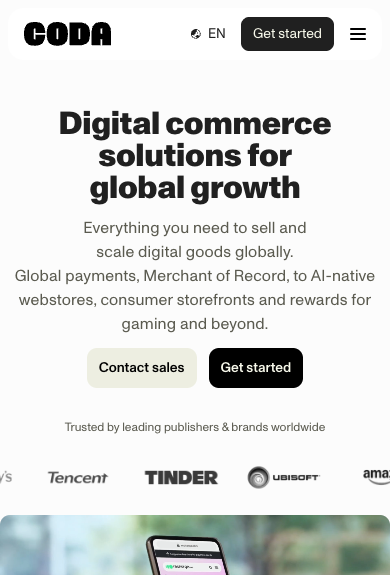 CODA
EN
Get started
Digital commerce
solutions for
global growth
Everything you need to sell and
scale digital goods globally.
Global payments, Merchant of Record, to AI-native
webstores, consumer storefronts and rewards for
gaming and beyond.
Contact sales
Get started
Trusted by leading publishers & brands worldwide
y's
Tencent
TINDER
UBISOFT
amaz